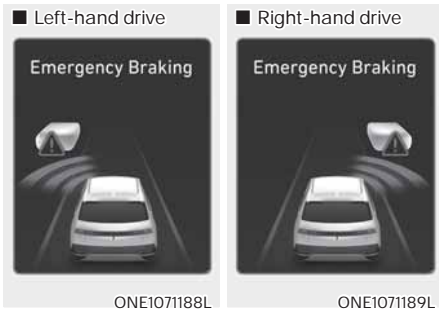 ■ Left-hand drive
Emergency Braking
ONE1071188L
■ Right-hand drive
Emergency Braking
ONE1071189L